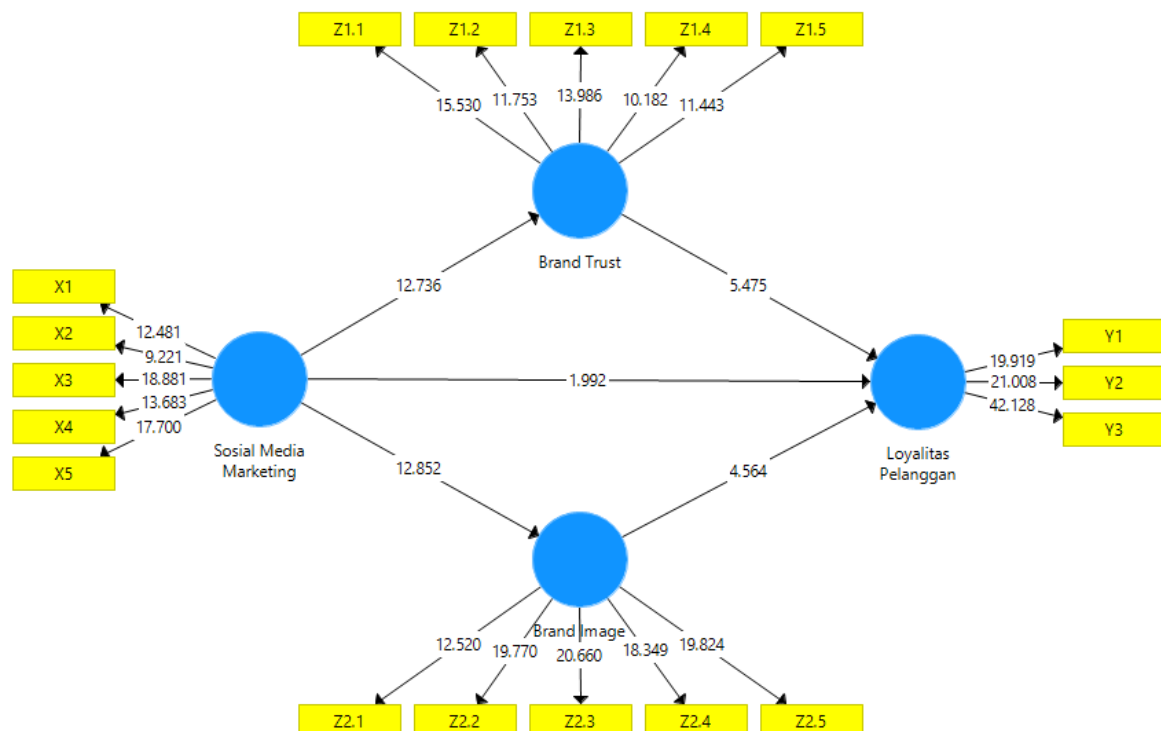 Z1.1 Z1.2 Z1.3 Z1.4 Z1.5
15.530 11.753 13.986 10.182 11.443
Brand Trust
X1
X2
X3
X4
X5
12.481
9.221
18.881
13.683
17.700
Sosial Media
Marketing
12.736
5.475
1.992
12.852
4.564
Loyalitas
Pelanggan
19.919
21.008
42.128
Y1
Y2
Y3
Brand Image
12.520 19.770 20.660 18.349 19.824
Z2.1 Z2.2 Z2.3 Z2.4 Z2.5